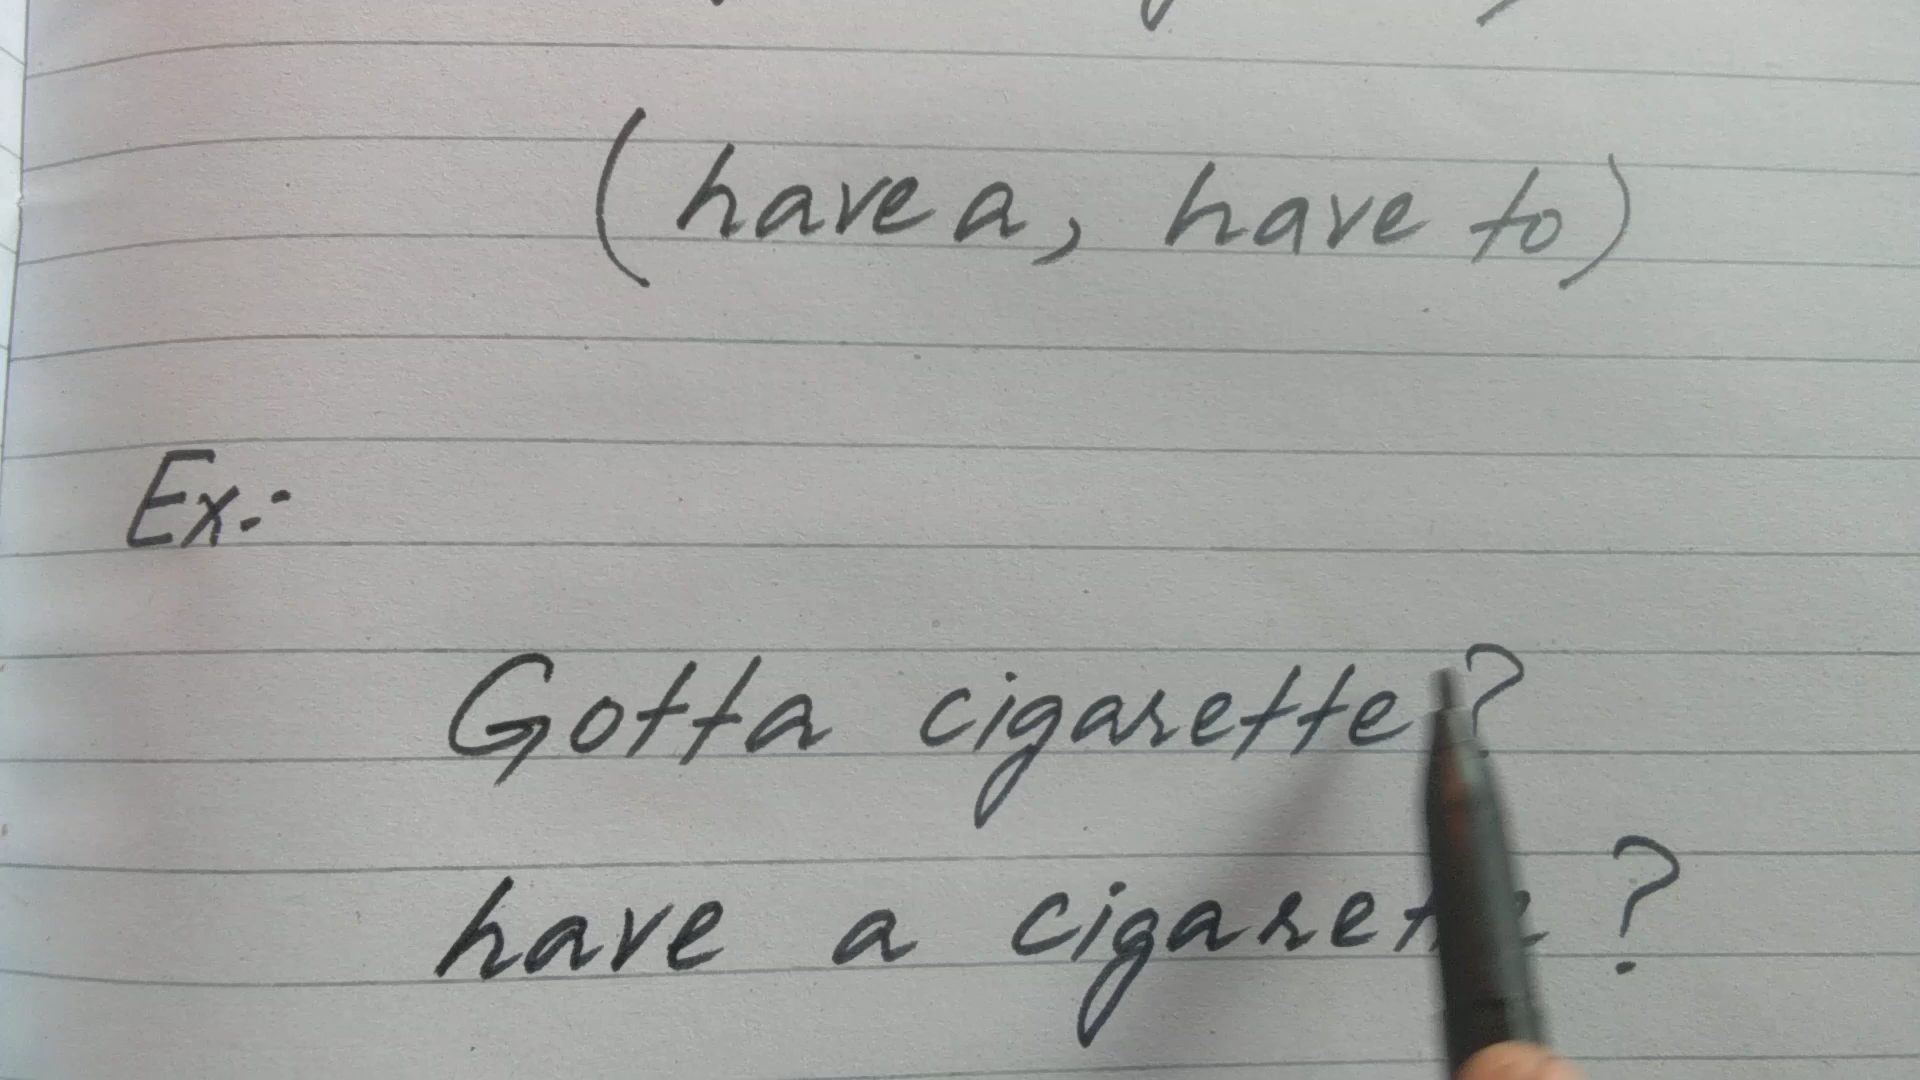 (have a, have to)
Ex:-
Gotta cigarette?
have a cigarette?